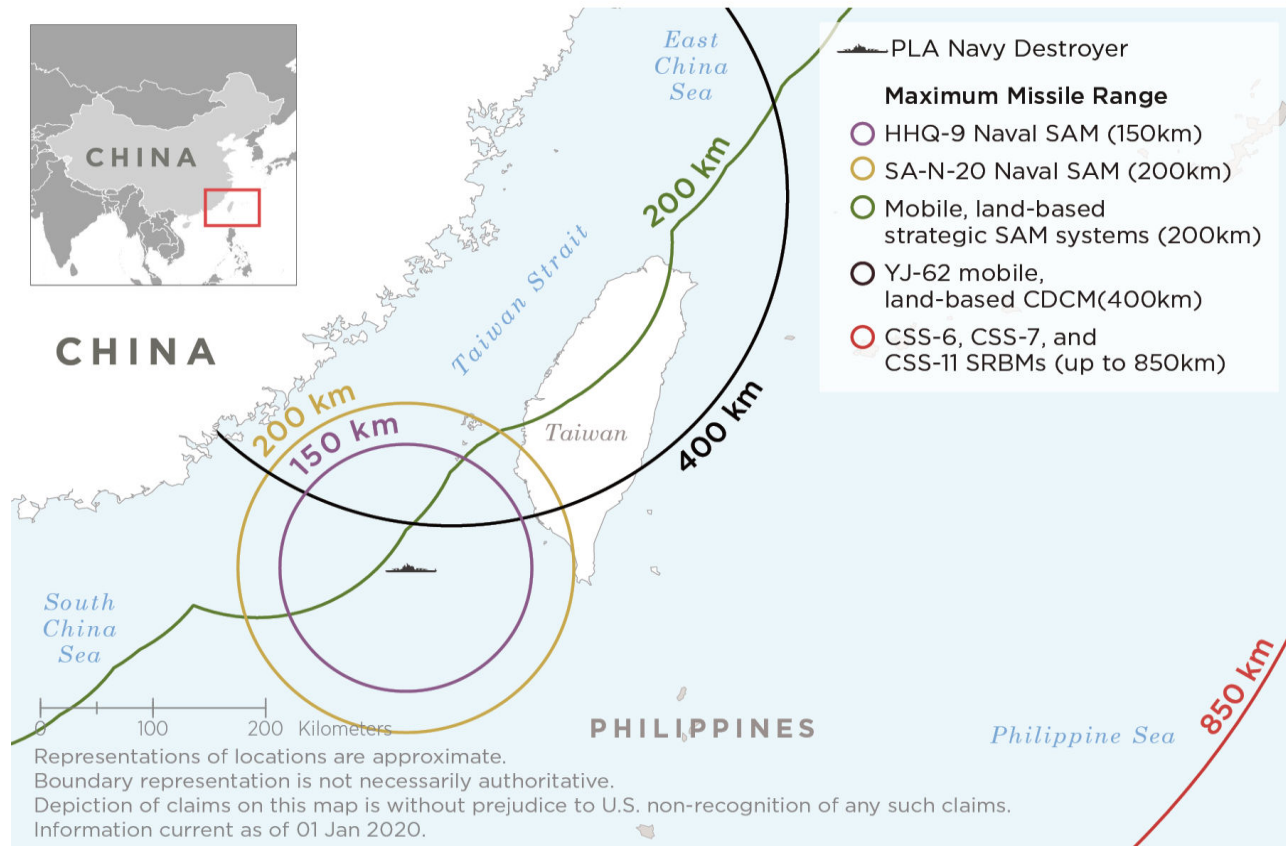 CHINA
East
China
Sea
200 km
Taiwan Strait
CHINA
200 km
150 km
Taiwan
400 km
South
China
Sea
0 100 200 Kilometers
PHILIPPINES
Philippine Sea
850 km
PLA Navy Destroyer
Maximum Missile Range
HHQ-9 Naval SAM (150km)
SA-N-20 Naval SAM (200km)
Mobile, land-based
strategic SAM systems (200km)
YJ-62 mobile,
land-based CDCM(400km)
CSS-6, CSS-7, and
CSS-11 SRBMs (up to 850km)
Representations of locations are approximate.
Boundary representation is not necessarily authoritative.
Depiction of claims on this map is without prejudice to U.S. non-recognition of any such claims.
Information current as of 01 Jan 2020.